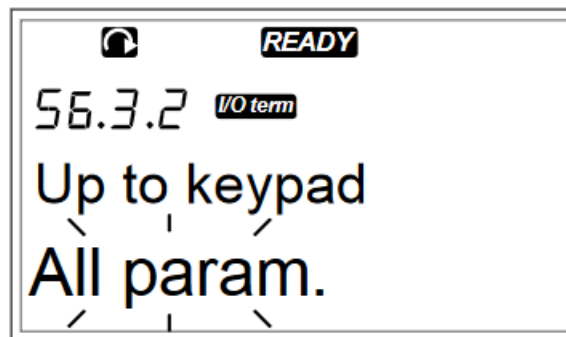 READY
S6.3.2 I/O term
Up to keypad
All param.